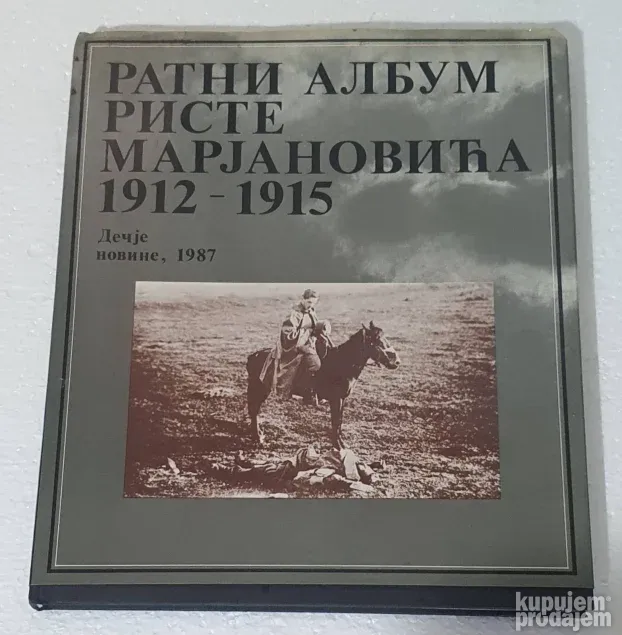 РАТНИ АЛБУМ
РИСТЕ
МАРЈАНОВИЋА
1912 - 1915
Дечје
новине, 1987
kupujem
prodajem